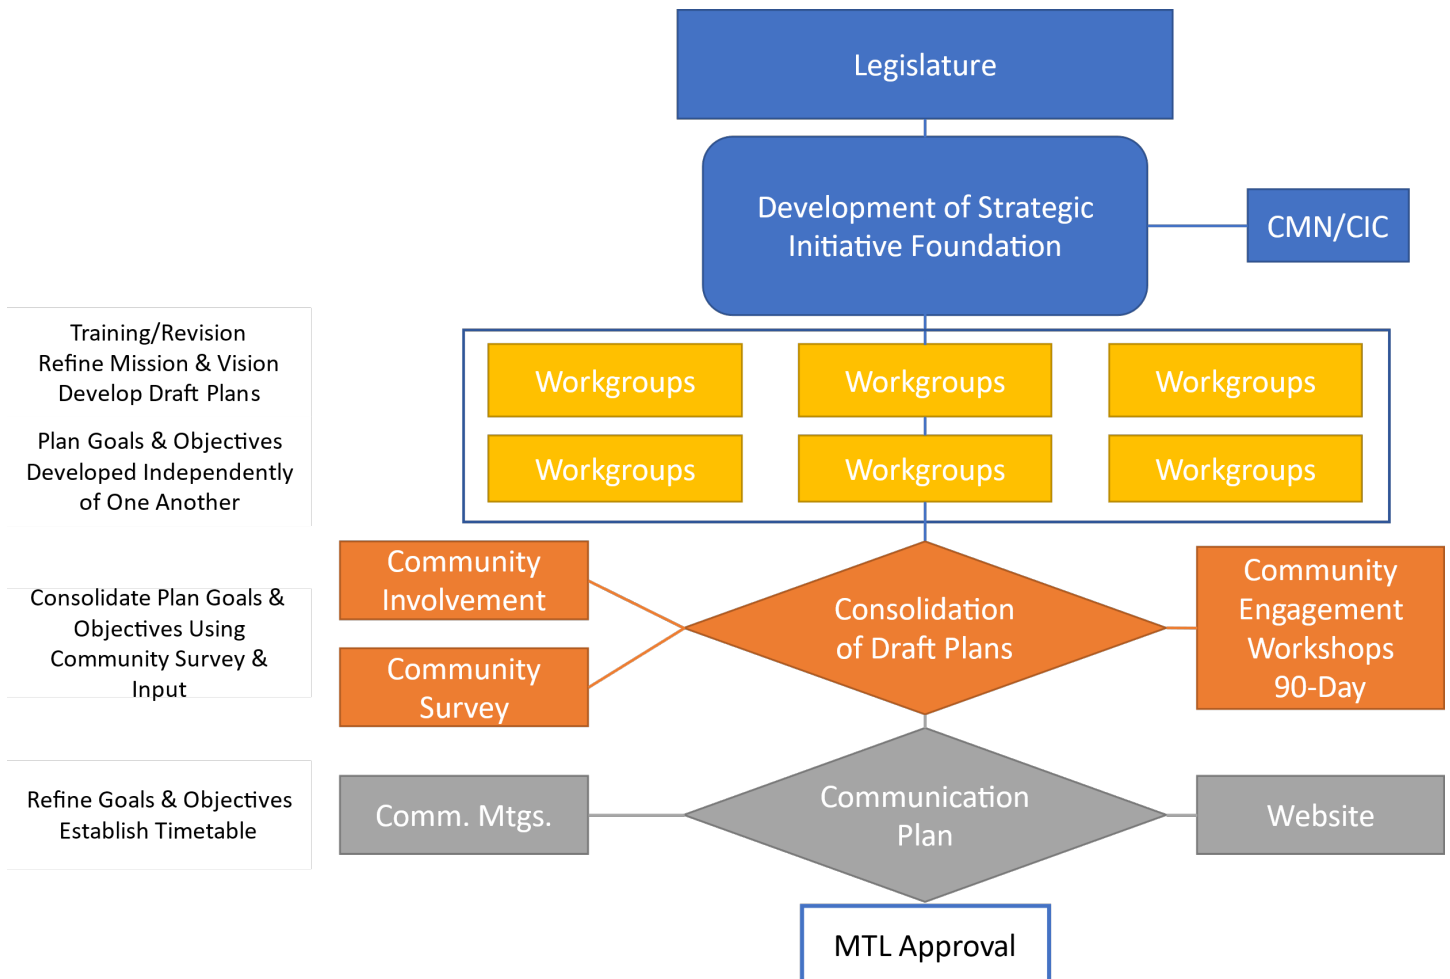 Legislature
Development of Strategic
Initiative Foundation
CMN/CIC
Training/Revision
Refine Mission & Vision
Develop Draft Plans
Plan Goals & Objectives
Developed Independently
of One Another
Workgroups
Workgroups
Workgroups
Workgroups
Workgroups
Workgroups
Consolidate Plan Goals &
Objectives Using
Community Survey &
Input
Community
Involvement
Community
Survey
Consolidation
of Draft Plans
Community
Engagement
Workshops
90-Day
Refine Goals & Objectives
Establish Timetable
Comm. Mtgs.
Communication
Plan
Website
MTL Approval